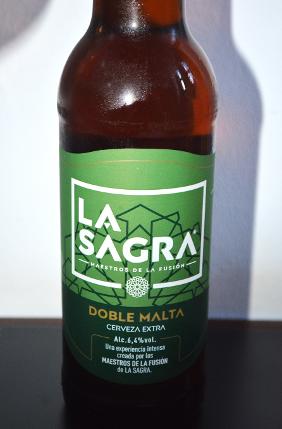 LA
SAGRA
MAESTROS DE LA FUSIÓN
DOBLE MALTA
CERVEZA EXTRA
Alc.6,4%vol.
Una experiencia intensa
creada por los
MAESTROS DE LA FUSIÓN
de LA SAGRA.